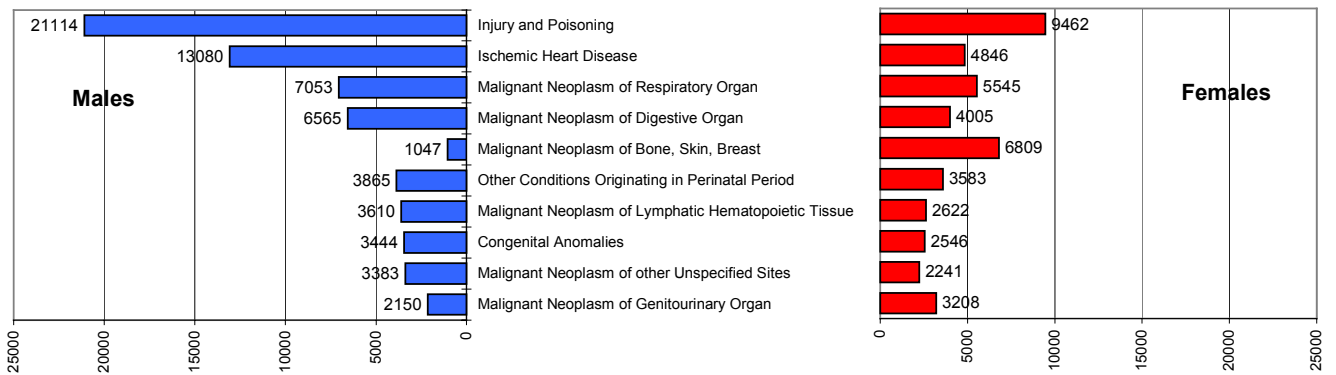 21114 Injury and Poisoning 9462
13080 Ischemic Heart Disease 4846
7053 Malignant Neoplasm of Respiratory Organ 5545
Males Females
6565 Malignant Neoplasm of Digestive Organ 4005
1047 Malignant Neoplasm of Bone, Skin, Breast 6809
3865 Other Conditions Originating in Perinatal Period 3583
3610 Malignant Neoplasm of Lymphatic Hematopoietic Tissue 2622
3444 Congenital Anomalies 2546
3383 Malignant Neoplasm of other Unspecified Sites 2241
2150 Malignant Neoplasm of Genitourinary Organ 3208
25000 20000 15000 10000 5000 0 0 5000 10000 15000 20000 25000